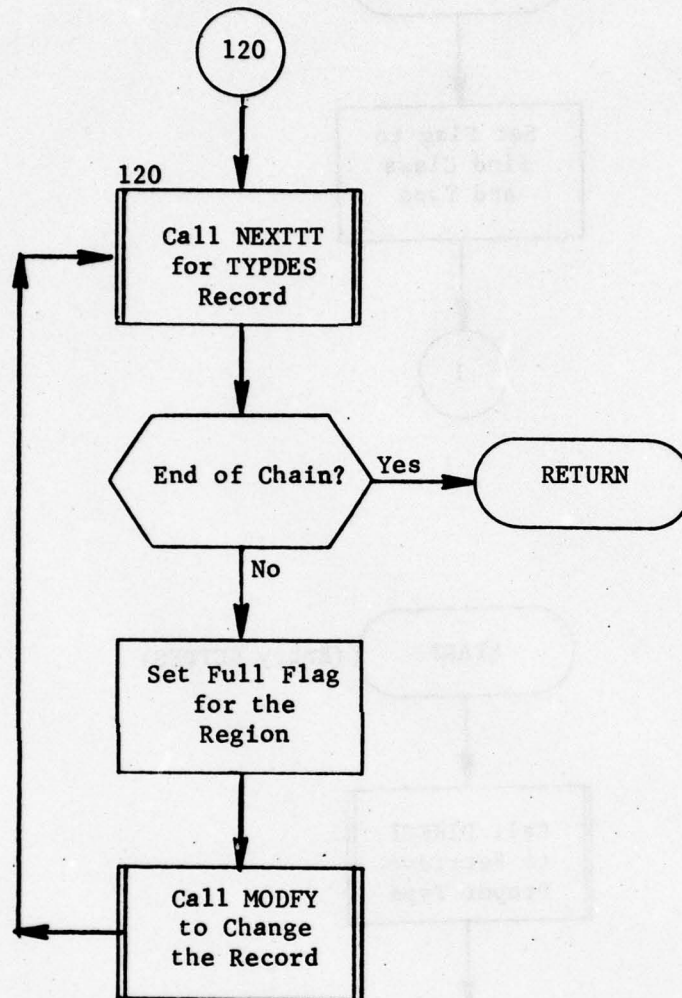 120
120
Call NEXTTT
for TYPDES
Record
End of Chain?
Yes
RETURN
No
Set Full Flag
for the
Region
Call MODFY
to Change
the Record